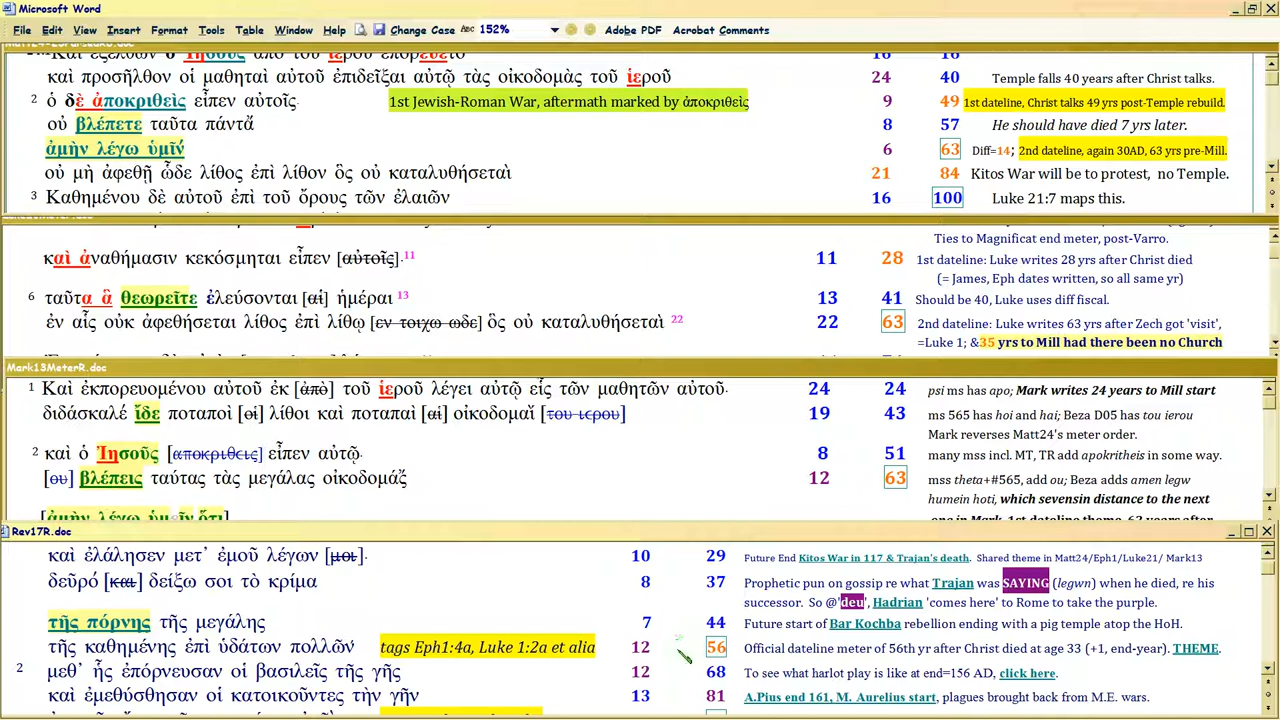 Microsoft Word
File Edit View Insert Format Tools Table Window Help Change Case Abc 152% Adobe PDF Acrobat Comments
καὶ προσῆλθον οἱ μαθηταὶ αὐτοῦ ἐπιδεῖξαι αὐτῷ τὰς οἰκοδομὰς τοῦ ἱεροῦ 24 40 Temple falls 40 years after Christ talks.
2 ὁ δὲ ἀποκριθεὶς εἶπεν αὐτοῖς· 1st Jewish-Roman War, aftermath marked by ἀποκριθεὶς 9 49 1st dateline, Christ talks 49 yrs post-Temple rebuild.
οὐ βλέπετε ταῦτα πάντα 8 57 He should have died 7 yrs later.
ἀμὴν λέγω ὑμῖν 6 63 Diff=14; 2nd dateline, again 30AD, 63 yrs pre-Mill.
οὐ μὴ ἀφεθῇ ὧδε λίθος ἐπὶ λίθον ὃς οὐ καταλυθήσεται 21 84 Kitos War will be to protest, no Temple.
3 Καθημένου δὲ αὐτοῦ ἐπὶ τοῦ ὄρους τῶν ἐλαιῶν 16 100 Luke 21:7 maps this.
Ties to Magnificat end meter, post-Varro.
καὶ ἀναθήμασιν κεκόσμηται εἶπεν [αὐτοῖς]. 11 11 28 1st dateline: Luke writes 28 yrs after Christ died
(= James, Eph dates written, so all same yr)
6 ταῦτα ἃ θεωρεῖτε ἐλεύσονται [αἱ] ἡμέραι 13 13 41 Should be 40, Luke uses diff fiscal.
ἐν αἷς οὐκ ἀφεθήσεται λίθος ἐπὶ λίθῳ [εν τοιχω ωδε] ὃς οὐ καταλυθήσεται 22 22 63 2nd dateline: Luke writes 63 yrs after Zech got 'visit',
=Luke 1; &35 yrs to Mill had there been no Church
Mark13MeterR.doc
1 Καὶ ἐκπορευομένου αὐτοῦ ἐκ [ἀπὸ] τοῦ ἱεροῦ λέγει αὐτῷ εἷς τῶν μαθητῶν αὐτοῦ· 24 24 psi ms has apo; Mark writes 24 years to Mill start
διδάσκαλέ ἴδε ποταποὶ [οἱ] λίθοι καὶ ποταπαὶ [αἱ] οἰκοδομαί [του ιερου] 19 43 ms 565 has hoi and hai; Beza D05 has tou ierou
Mark reverses Matt24's meter order.
2 καὶ ὁ Ἰησοῦς [αποκριθεις] εἶπεν αὐτῷ· 8 51 many mss incl. MT, TR add apokritheis in some way.
[ου] βλέπεις ταύτας τὰς μεγάλας οἰκοδομάς 12 63 mss theta+#565, add ou; Beza adds amen legw
humein hoti, which sevensin distance to the next
[ἀμὴν λέγω ὑμῖν ὅτι]
Rev17R.doc
καὶ ἐλάλησεν μετ᾽ ἐμοῦ λέγων [μοι]· 10 29 Future End Kitos War in 117 & Trajan's death. Shared theme in Matt24/Eph1/Luke21/ Mark13
δεῦρό [και] δείξω σοι τὸ κρίμα 8 37 Prophetic pun on gossip re what Trajan was SAYING (legwn) when he died, re his
successor. So @'deu', Hadrian 'comes here' to Rome to take the purple.
τῆς πόρνης τῆς μεγάλης 7 44 Future start of Bar Kochba rebellion ending with a pig temple atop the HoH.
τῆς καθημένης ἐπὶ ὑδάτων πολλῶν tags Eph1:4a, Luke 1:2a et alia 12 56 Official dateline meter of 56th yr after Christ died at age 33 (+1, end-year). THEME.
2 μεθ᾽ ἧς ἐπόρνευσαν οἱ βασιλεῖς τῆς γῆς 12 68 To see what harlot play is like at end=156 AD, click here.
καὶ ἐμεθύσθησαν οἱ κατοικοῦντες τὴν γῆν 13 81 A.Pius end 161, M. Aurelius start, plagues brought back from M.E. wars.